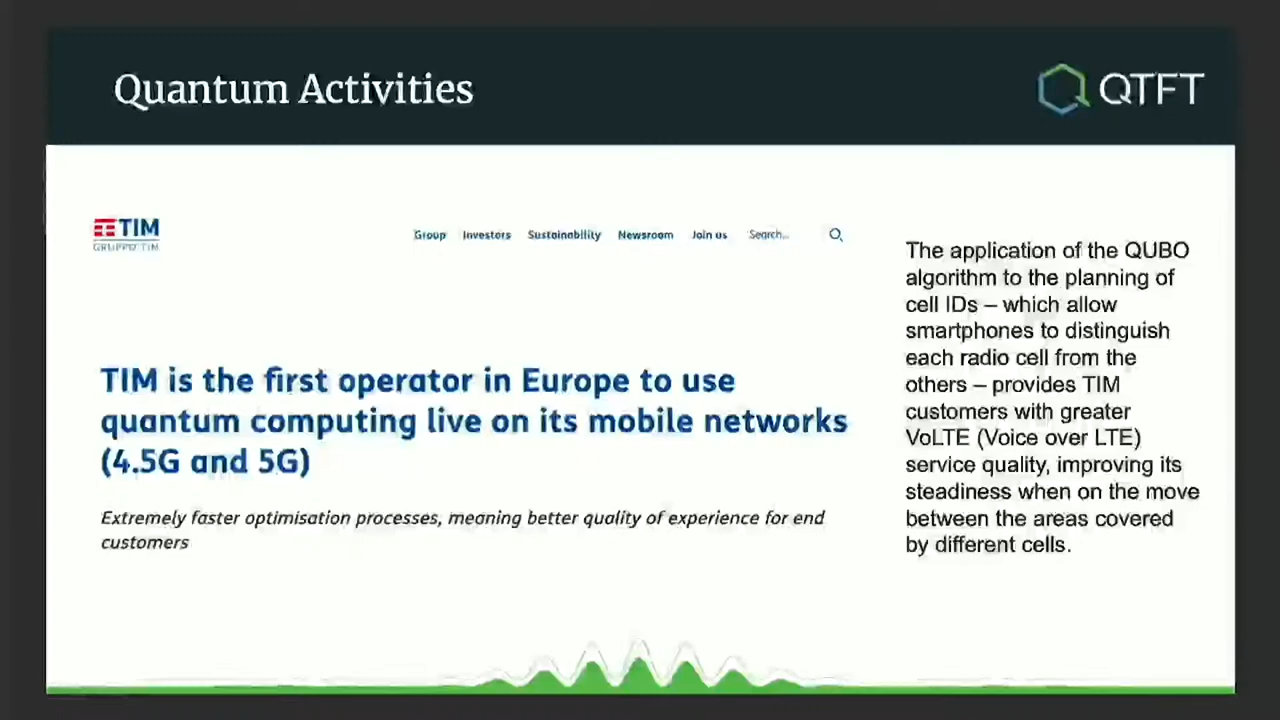 Quantum Activities
QTFT
TIM
GRUPPO TIM
Group Investors Sustainability Newsroom Join us Search...
TIM is the first operator in Europe to use
quantum computing live on its mobile networks
(4.5G and 5G)
Extremely faster optimisation processes, meaning better quality of experience for end
customers
The application of the QUBO
algorithm to the planning of
cell IDs – which allow
smartphones to distinguish
each radio cell from the
others – provides TIM
customers with greater
VoLTE (Voice over LTE)
service quality, improving its
steadiness when on the move
between the areas covered
by different cells.